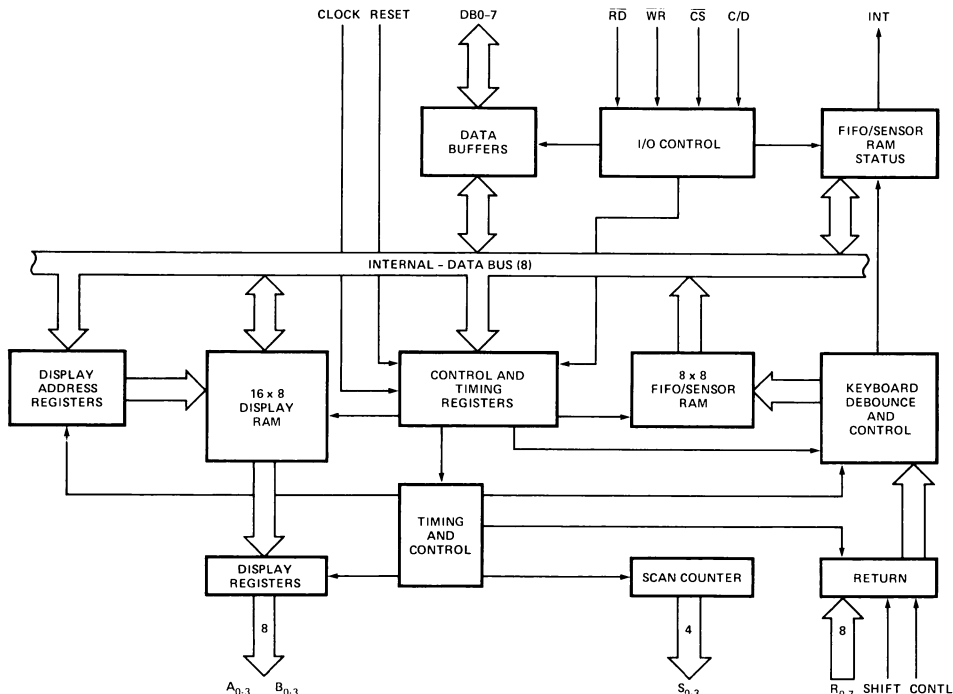 CLOCK RESET DB0-7 RD WR CS C/D INT
DATA
BUFFERS
I/O CONTROL
FIFO/SENSOR
RAM
STATUS
INTERNAL - DATA BUS (8)
DISPLAY
ADDRESS
REGISTERS
16 x 8
DISPLAY
RAM
CONTROL AND
TIMING
REGISTERS
8 x 8
FIFO/SENSOR
RAM
KEYBOARD
DEBOUNCE
AND
CONTROL
TIMING
AND
CONTROL
DISPLAY
REGISTERS
SCAN COUNTER
RETURN
8
4
8
A0-3 B0-3 S0-3 R0-7 SHIFT CONTL